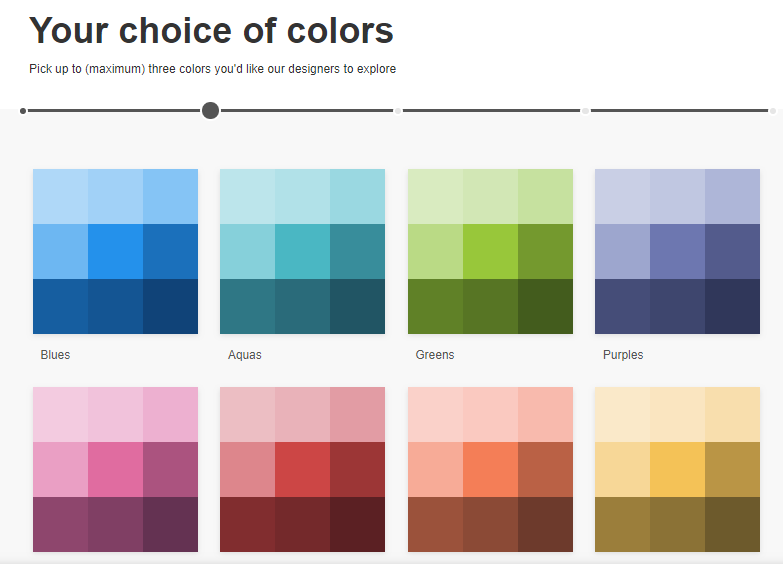 Your choice of colors
Pick up to (maximum) three colors you'd like our designers to explore
Blues
Aquas
Greens
Purples